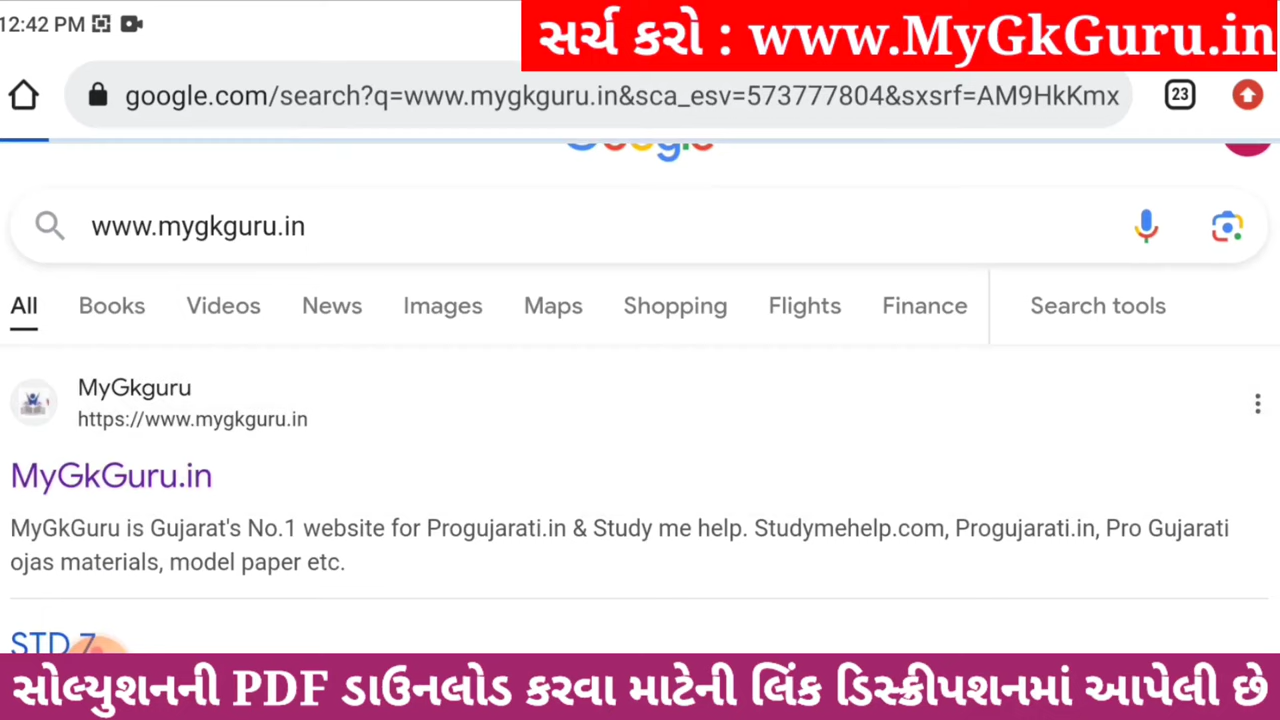 12:42 PM
સર્ચ કરો : www.MyGkGuru.in
google.com/search?q=www.mygkguru.in&sca_esv=573777804&sxsrf=AM9HkKmx
23
Google
www.mygkguru.in
All Books Videos News Images Maps Shopping Flights Finance Search tools
MyGkguru
https://www.mygkguru.in
MyGkGuru.in
MyGkGuru is Gujarat's No.1 website for Progujarati.in & Study me help. Studymehelp.com, Progujarati.in, Pro Gujarati
ojas materials, model paper etc.
STD 7
સોલ્યુશનની PDF ડાઉનલોડ કરવા માટેની લિંક ડિસ્ક્રીપશનમાં આપેલી છે